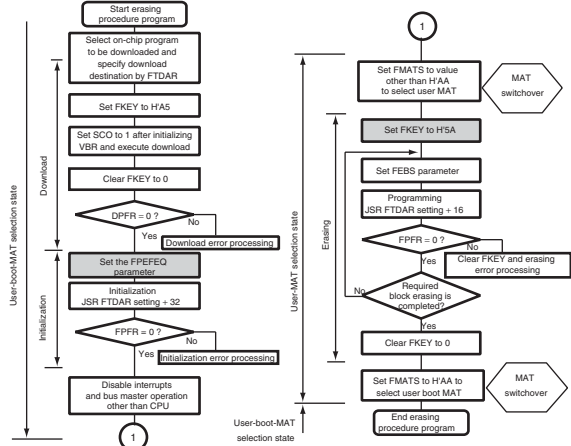 Start erasing
procedure program
Select on-chip program
to be downloaded and
specify download
destination by FTDAR
Set FKEY to H'A5
Set SCO to 1 after initializing
VBR and execute download
Clear FKEY to 0
DPFR = 0 ?
No
Yes
Download error processing
Set the FPEFEQ
parameter
Initialization
JSR FTDAR setting + 32
FPFR = 0 ?
No
Yes
Initialization error processing
Disable interrupts
and bus master operation
other than CPU
1
User-boot-MAT selection state
Download
Initialization
1
Set FMATS to value
other than H'AA
to select user MAT
MAT
switchover
Set FKEY to H'5A
Set FEBS parameter
Programming
JSR FTDAR setting + 16
FPFR = 0 ?
No
Yes
Clear FKEY and erasing
error processing
Required
block erasing is
completed?
No
Yes
Clear FKEY to 0
Set FMATS to H'AA to
select user boot MAT
MAT
switchover
End erasing
procedure program
User-MAT selection state
Erasing
User-boot-MAT
selection state